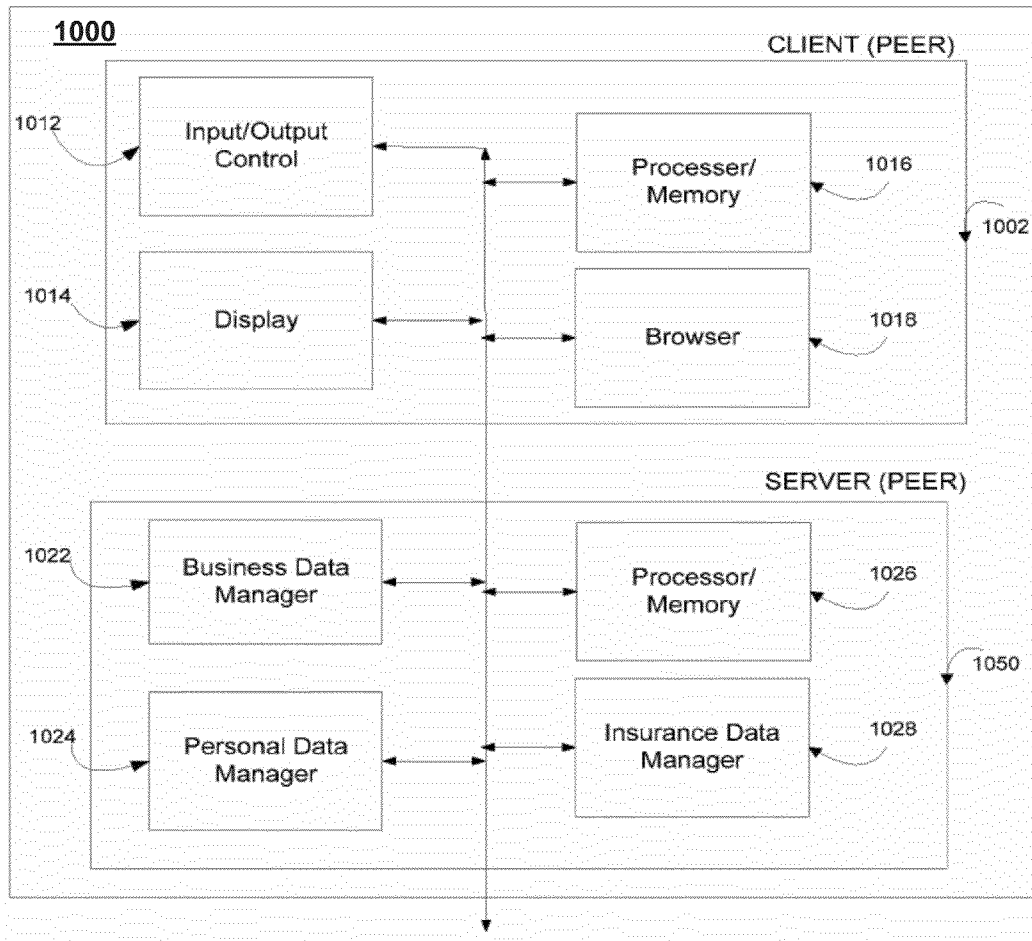 1000
CLIENT (PEER)
1012
Input/Output
Control
Processer/
Memory
1016
1002
1014
Display
Browser
1018
SERVER (PEER)
1022
Business Data
Manager
Processor/
Memory
1026
1050
1024
Personal Data
Manager
Insurance Data
Manager
1028